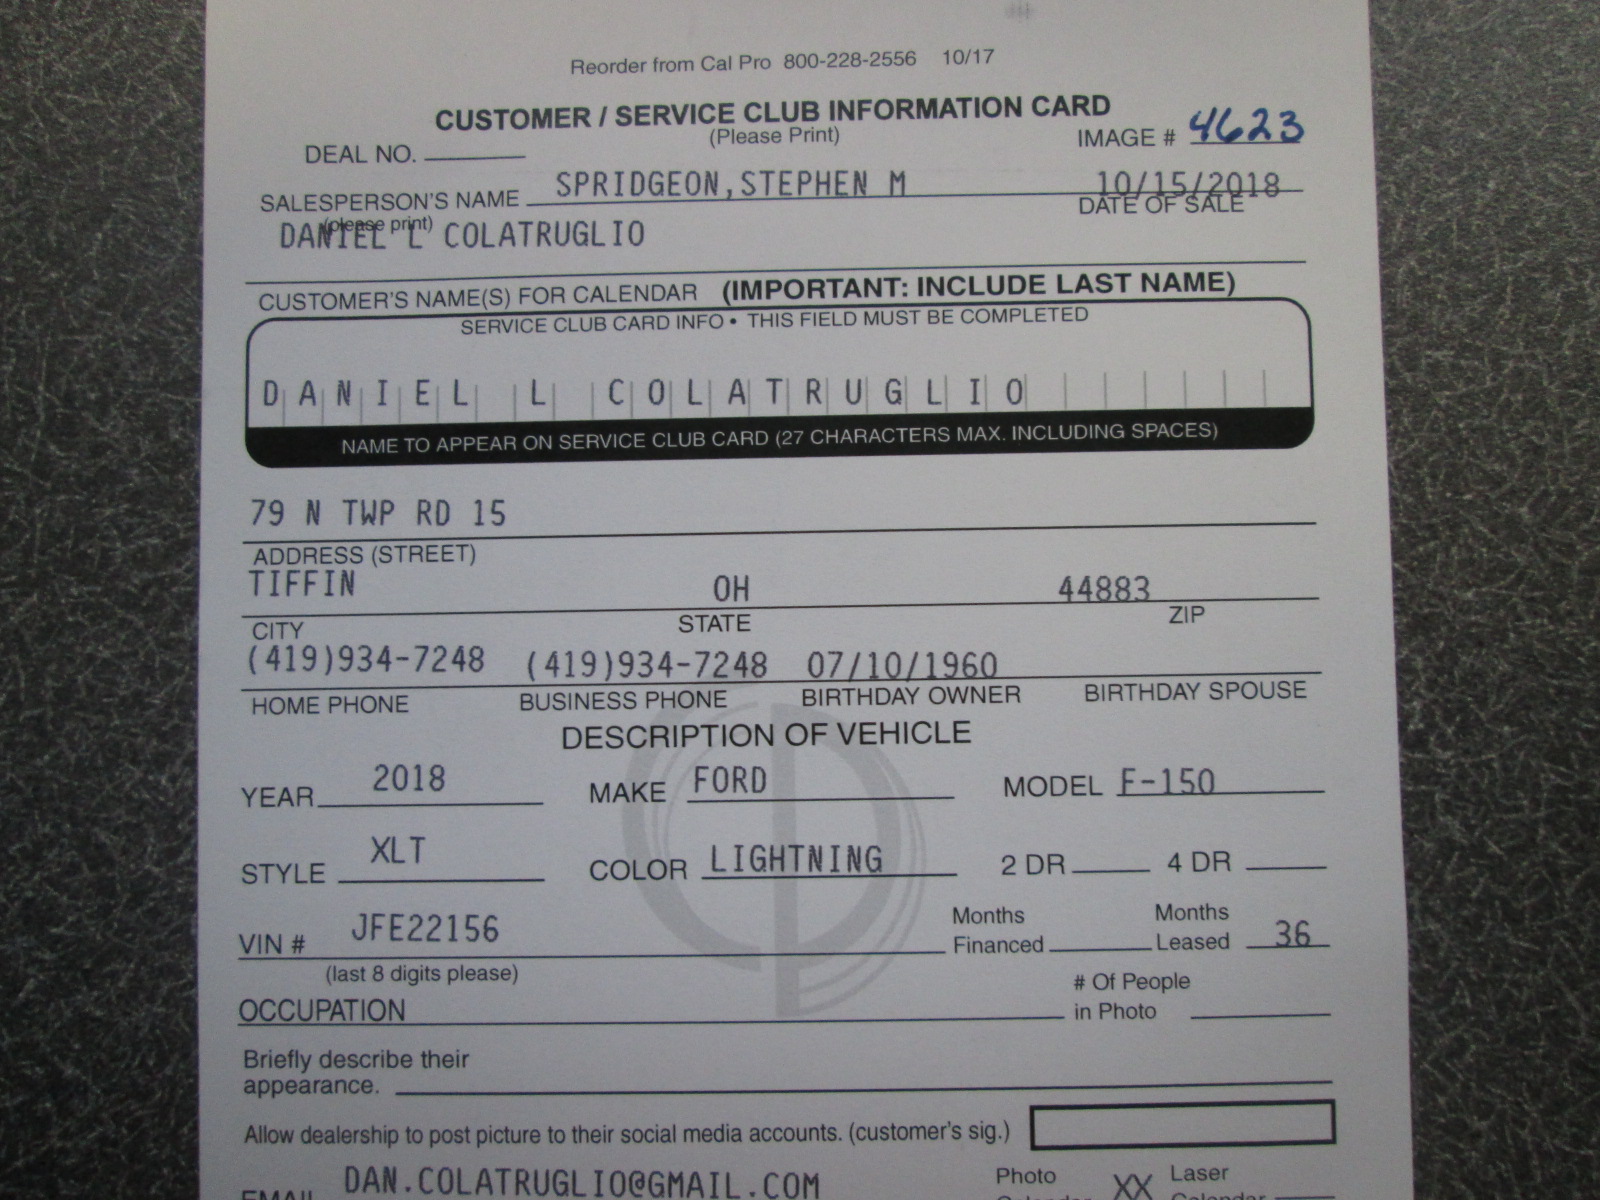 Reorder from Cal Pro 800-228-2556 10/17
CUSTOMER / SERVICE CLUB INFORMATION CARD
(Please Print)
DEAL NO. IMAGE # 4623
SALESPERSON'S NAME SPRIDGEON,STEPHEN M 10/15/2018
(please print) DATE OF SALE
DANIEL L COLATRUGLIO
CUSTOMER'S NAME(S) FOR CALENDAR (IMPORTANT: INCLUDE LAST NAME)
SERVICE CLUB CARD INFO • THIS FIELD MUST BE COMPLETED
DANIEL L COLATRUGLIO
NAME TO APPEAR ON SERVICE CLUB CARD (27 CHARACTERS MAX. INCLUDING SPACES)
79 N TWP RD 15
ADDRESS (STREET)
TIFFIN OH 44883
CITY STATE ZIP
(419)934-7248 (419)934-7248 07/10/1960
HOME PHONE BUSINESS PHONE BIRTHDAY OWNER BIRTHDAY SPOUSE
DESCRIPTION OF VEHICLE
YEAR 2018 MAKE FORD MODEL F-150
STYLE XLT COLOR LIGHTNING 2 DR 4 DR
VIN # JFE22156 Months Financed Months Leased 36
(last 8 digits please)
OCCUPATION # Of People in Photo
Briefly describe their
appearance.
Allow dealership to post picture to their social media accounts. (customer's sig.)
EMAIL DAN.COLATRUGLIO@GMAIL.COM Photo Calendar XX Laser Calendar